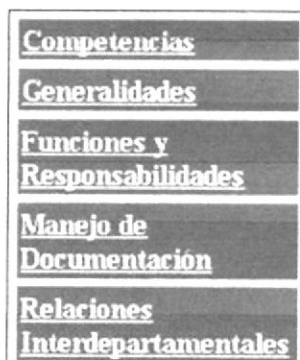 Competencias
Generalidades
Funciones y
Responsabilidades
Manejo de
Documentación
Relaciones
Interdepartamentales